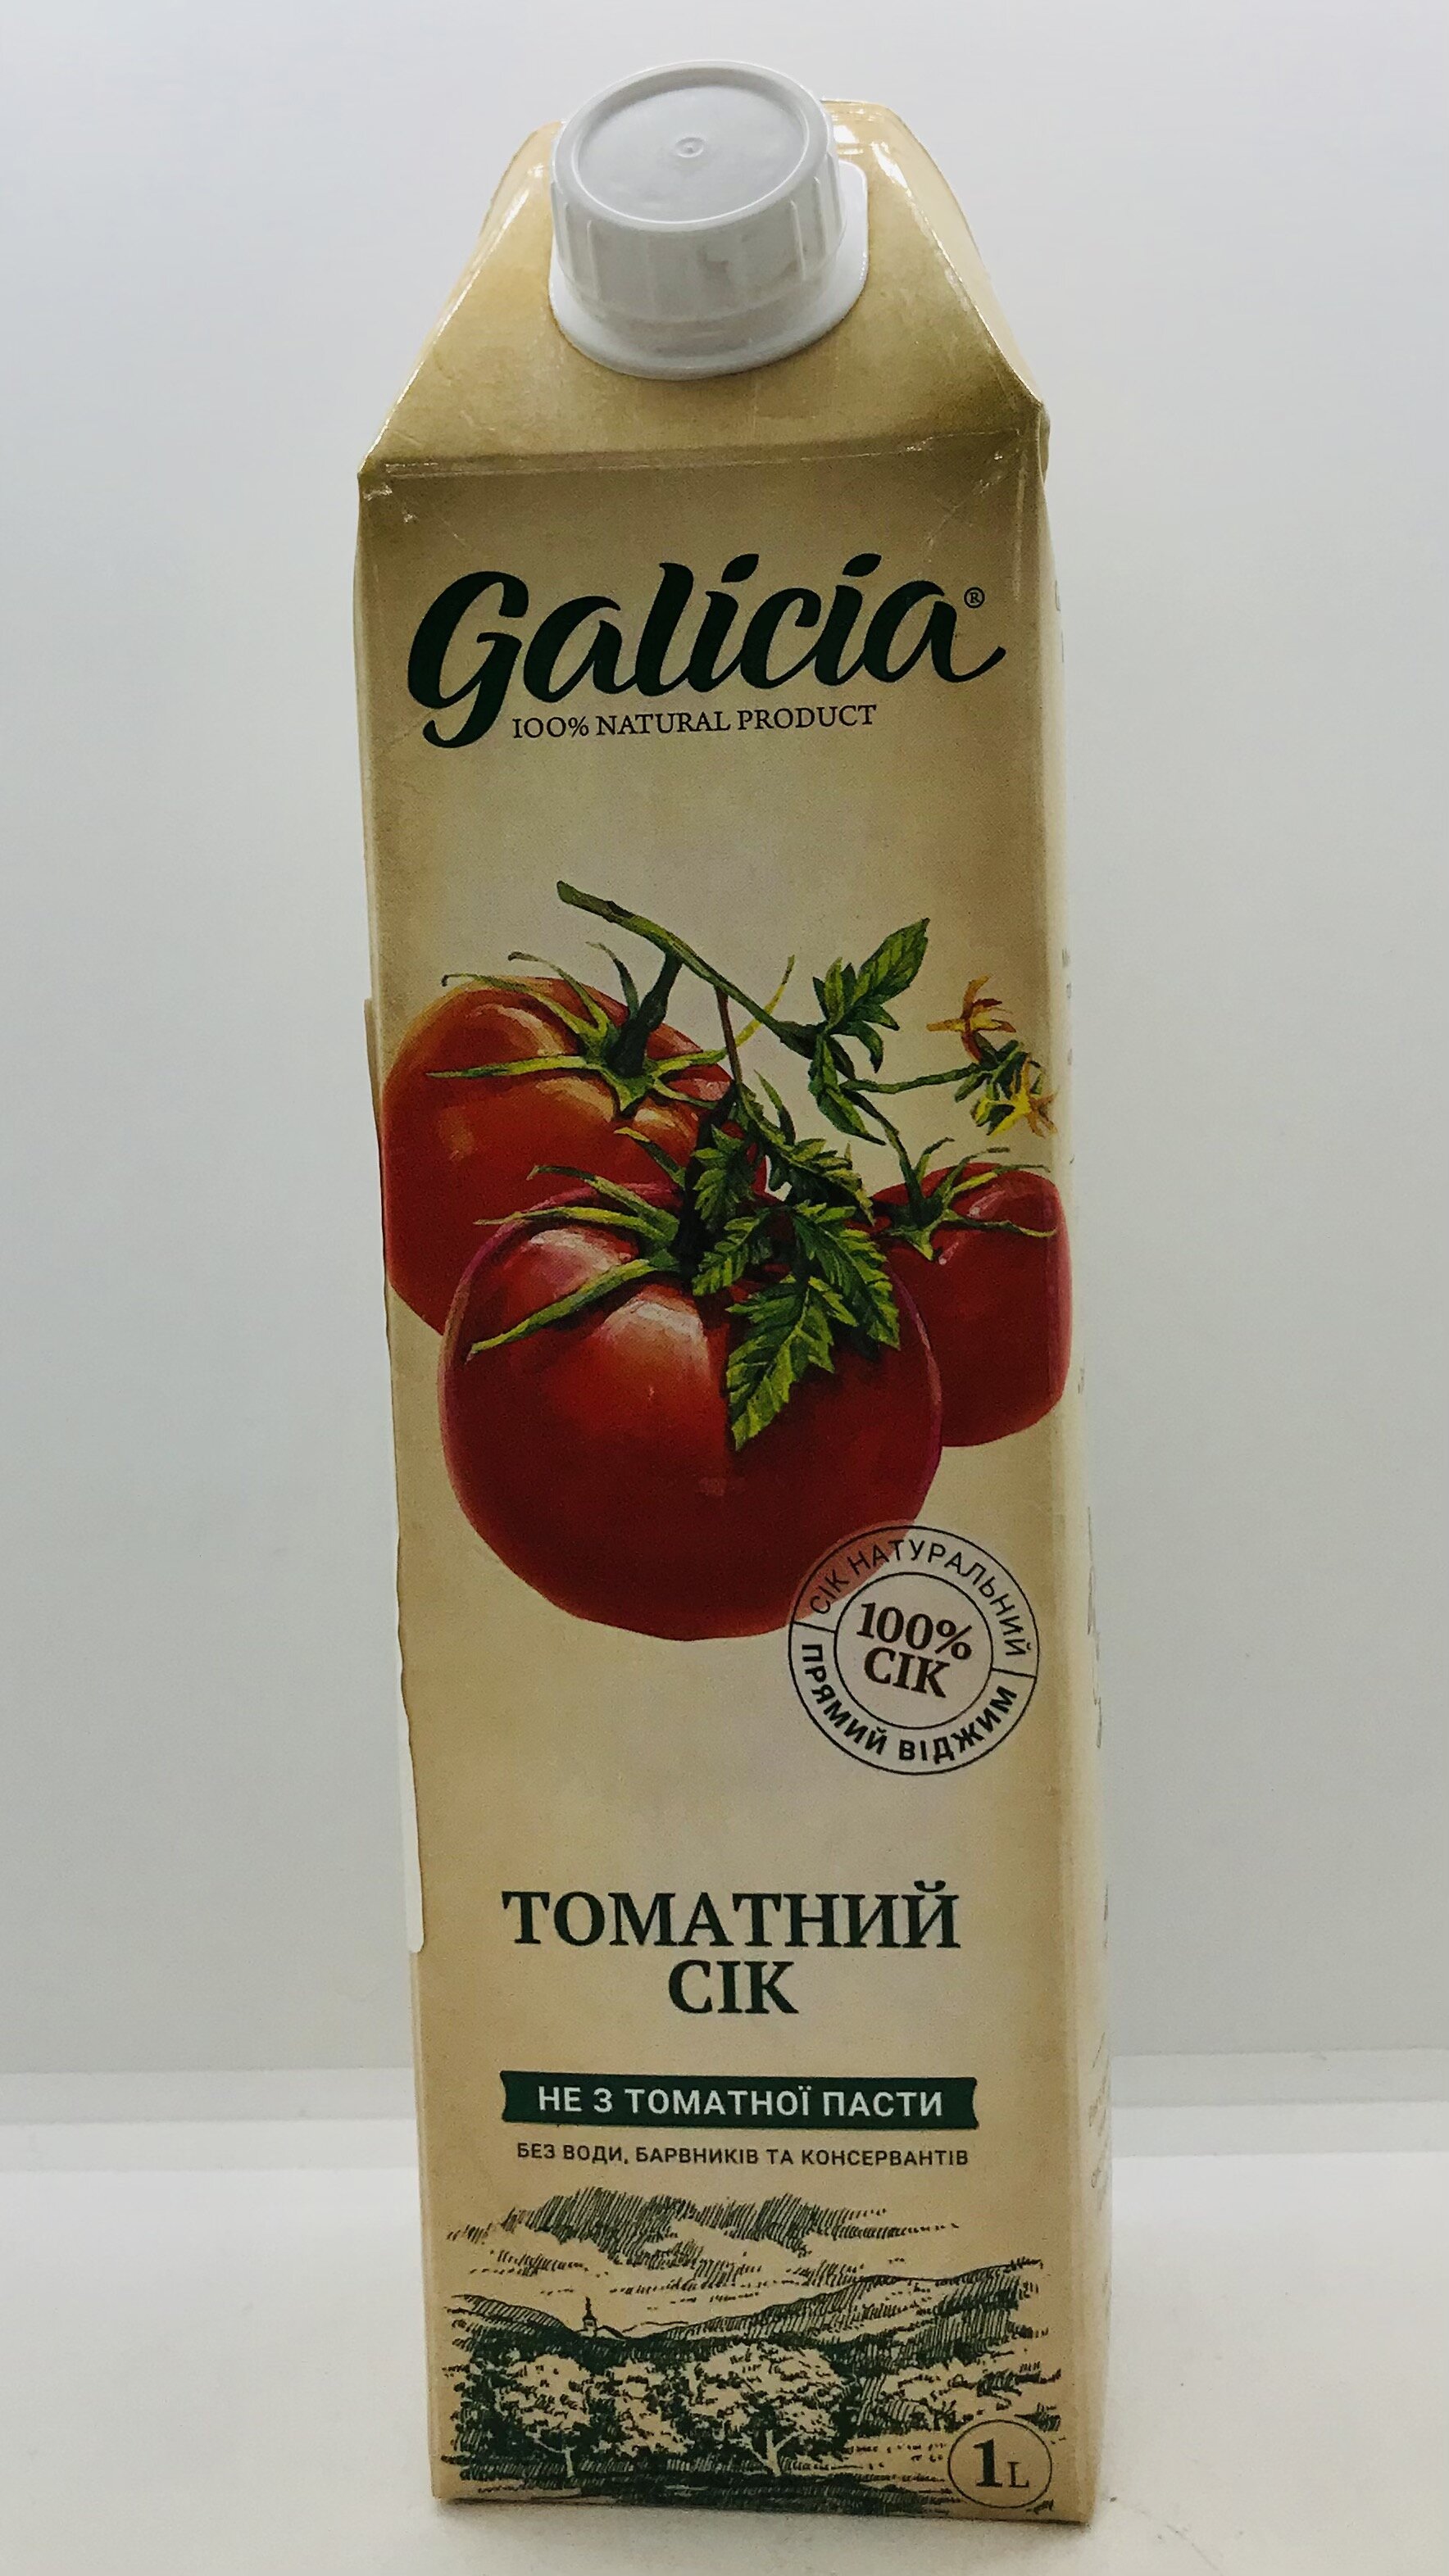 Galicia®
100% NATURAL PRODUCT
СІК НАТУРАЛЬНИЙ
100%
СІК
ПРЯМИЙ ВІДЖИМ
ТОМАТНИЙ
СІК
НЕ З ТОМАТНОЇ ПАСТИ
БЕЗ ВОДИ, БАРВНИКІВ ТА КОНСЕРВАНТІВ
1L